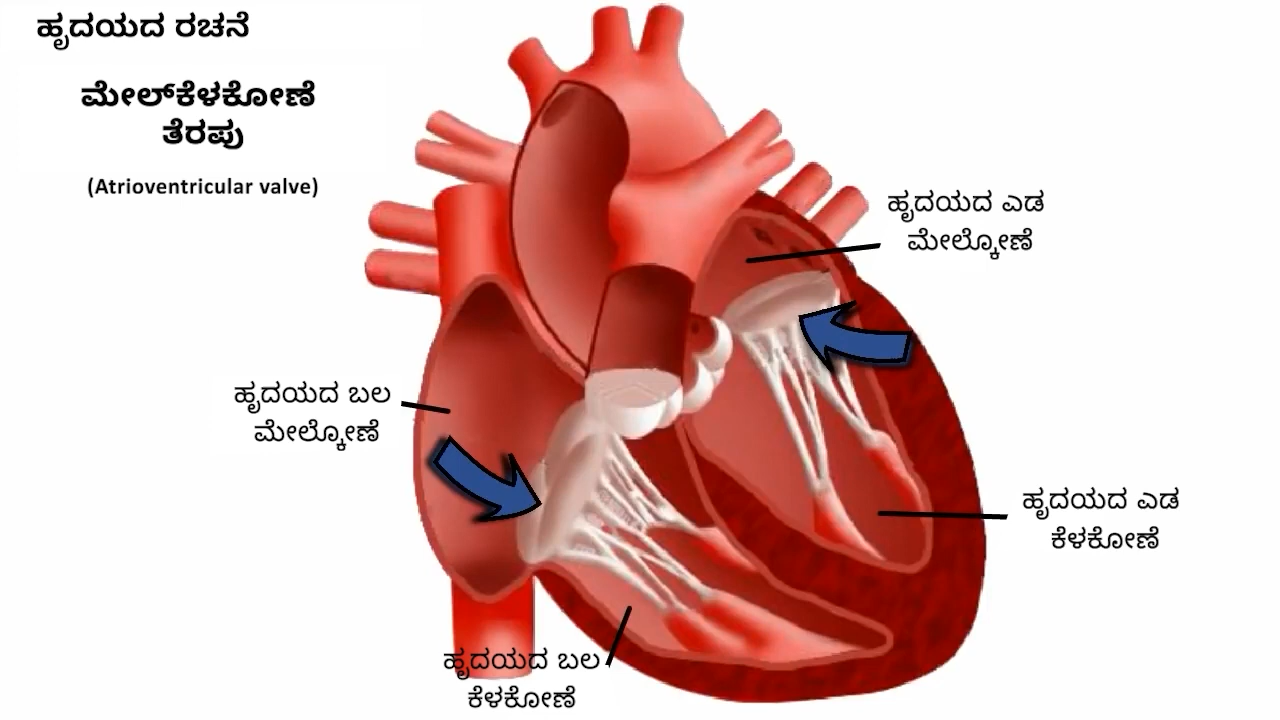 ಹೃದಯದ ರಚನೆ
ಮೇಲ್‌ಕೆಳಕೋಣೆ
ತೆರಪು
(Atrioventricular valve)
ಹೃದಯದ ಎಡ
ಮೇಲ್ಕೋಣೆ
ಹೃದಯದ ಬಲ
ಮೇಲ್ಕೋಣೆ
ಹೃದಯದ ಎಡ
ಕೆಳಕೋಣೆ
ಹೃದಯದ ಬಲ
ಕೆಳಕೋಣೆ